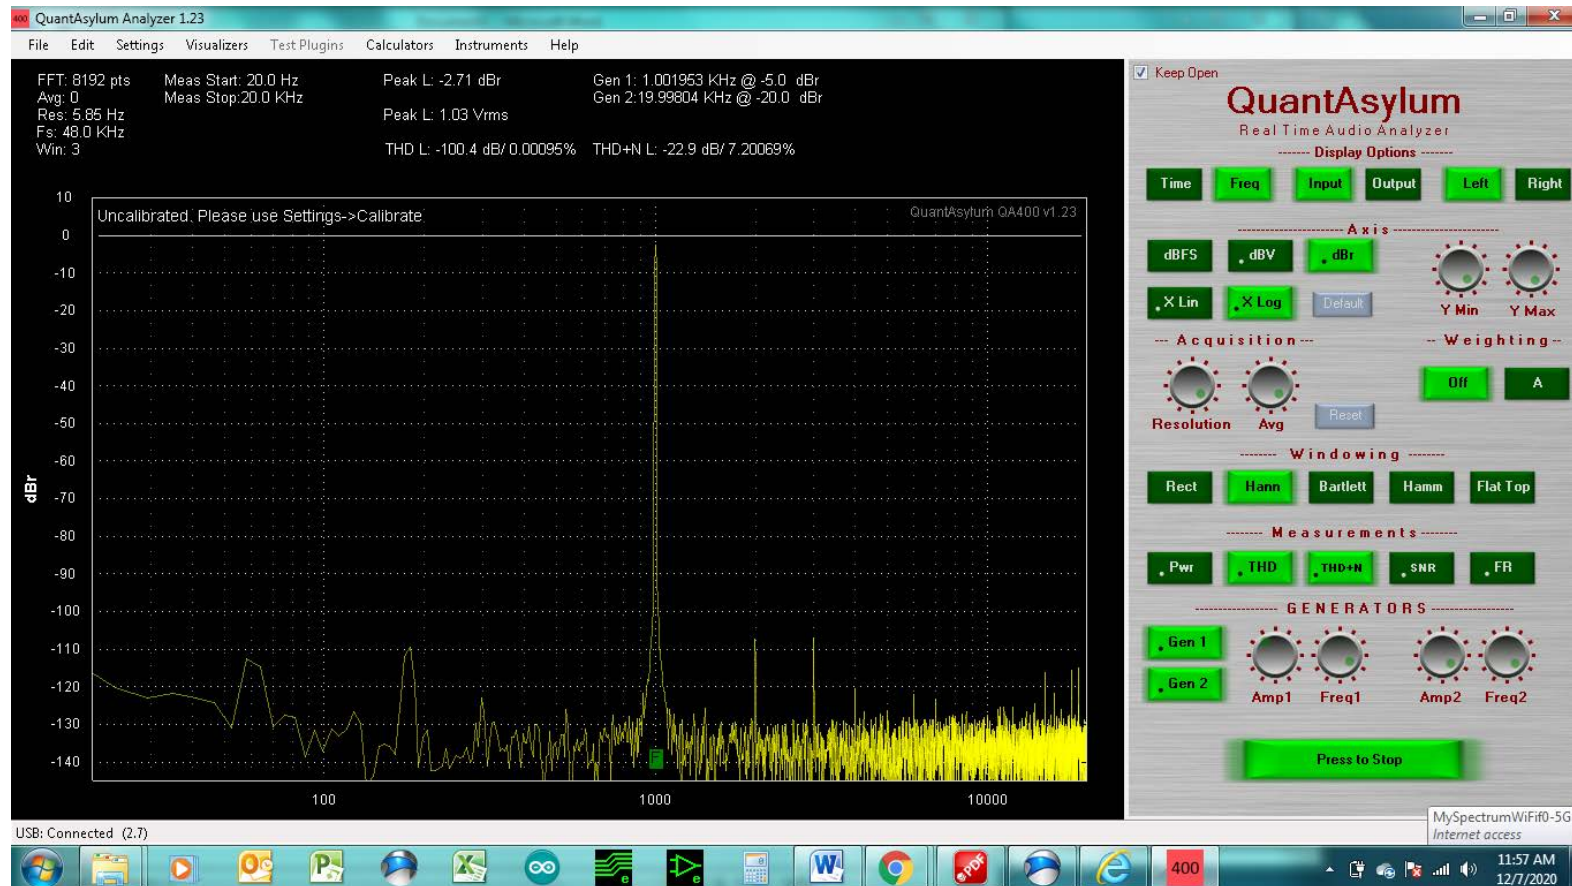 400 QuantAsylum Analyzer 1.23
File Edit Settings Visualizers Test Plugins Calculators Instruments Help
FFT: 8192 pts Meas Start: 20.0 Hz Peak L: -2.71 dBr Gen 1: 1.001953 KHz @ -5.0 dBr
Avg: 0 Meas Stop:20.0 KHz Gen 2:19.99804 KHz @ -20.0 dBr
Res: 5.85 Hz Peak L: 1.03 Vrms
Fs: 48.0 KHz
Win: 3 THD L: -100.4 dB/ 0.00095% THD+N L: -22.9 dB/ 7.20069%
10
Uncalibrated. Please use Settings->Calibrate QuantAsylum QA400 v1.23
0
-10
-20
-30
-40
-50
-60
dBr
-70
-80
-90
-100
-110
-120
-130
F
-140
100 1000 10000
Keep Open
QuantAsylum
Real Time Audio Analyzer
------- Display Options -------
Time Freq Input Output Left Right
Axis
dBFS dBV dBr
X Lin X Log Default
Y Min Y Max
--- Acquisition --- -- Weighting --
Off A
Reset
Resolution Avg
-------- Windowing --------
Rect Hann Bartlett Hamm Flat Top
-------- Measurements --------
Pwr THD THD+N SNR FR
GENERATORS
Gen 1
Gen 2
Amp1 Freq1 Amp2 Freq2
Press to Stop
USB: Connected (2.7)
MySpectrumWiFif0-5G
Internet access
e e PDF 400
11:57 AM
12/7/2020